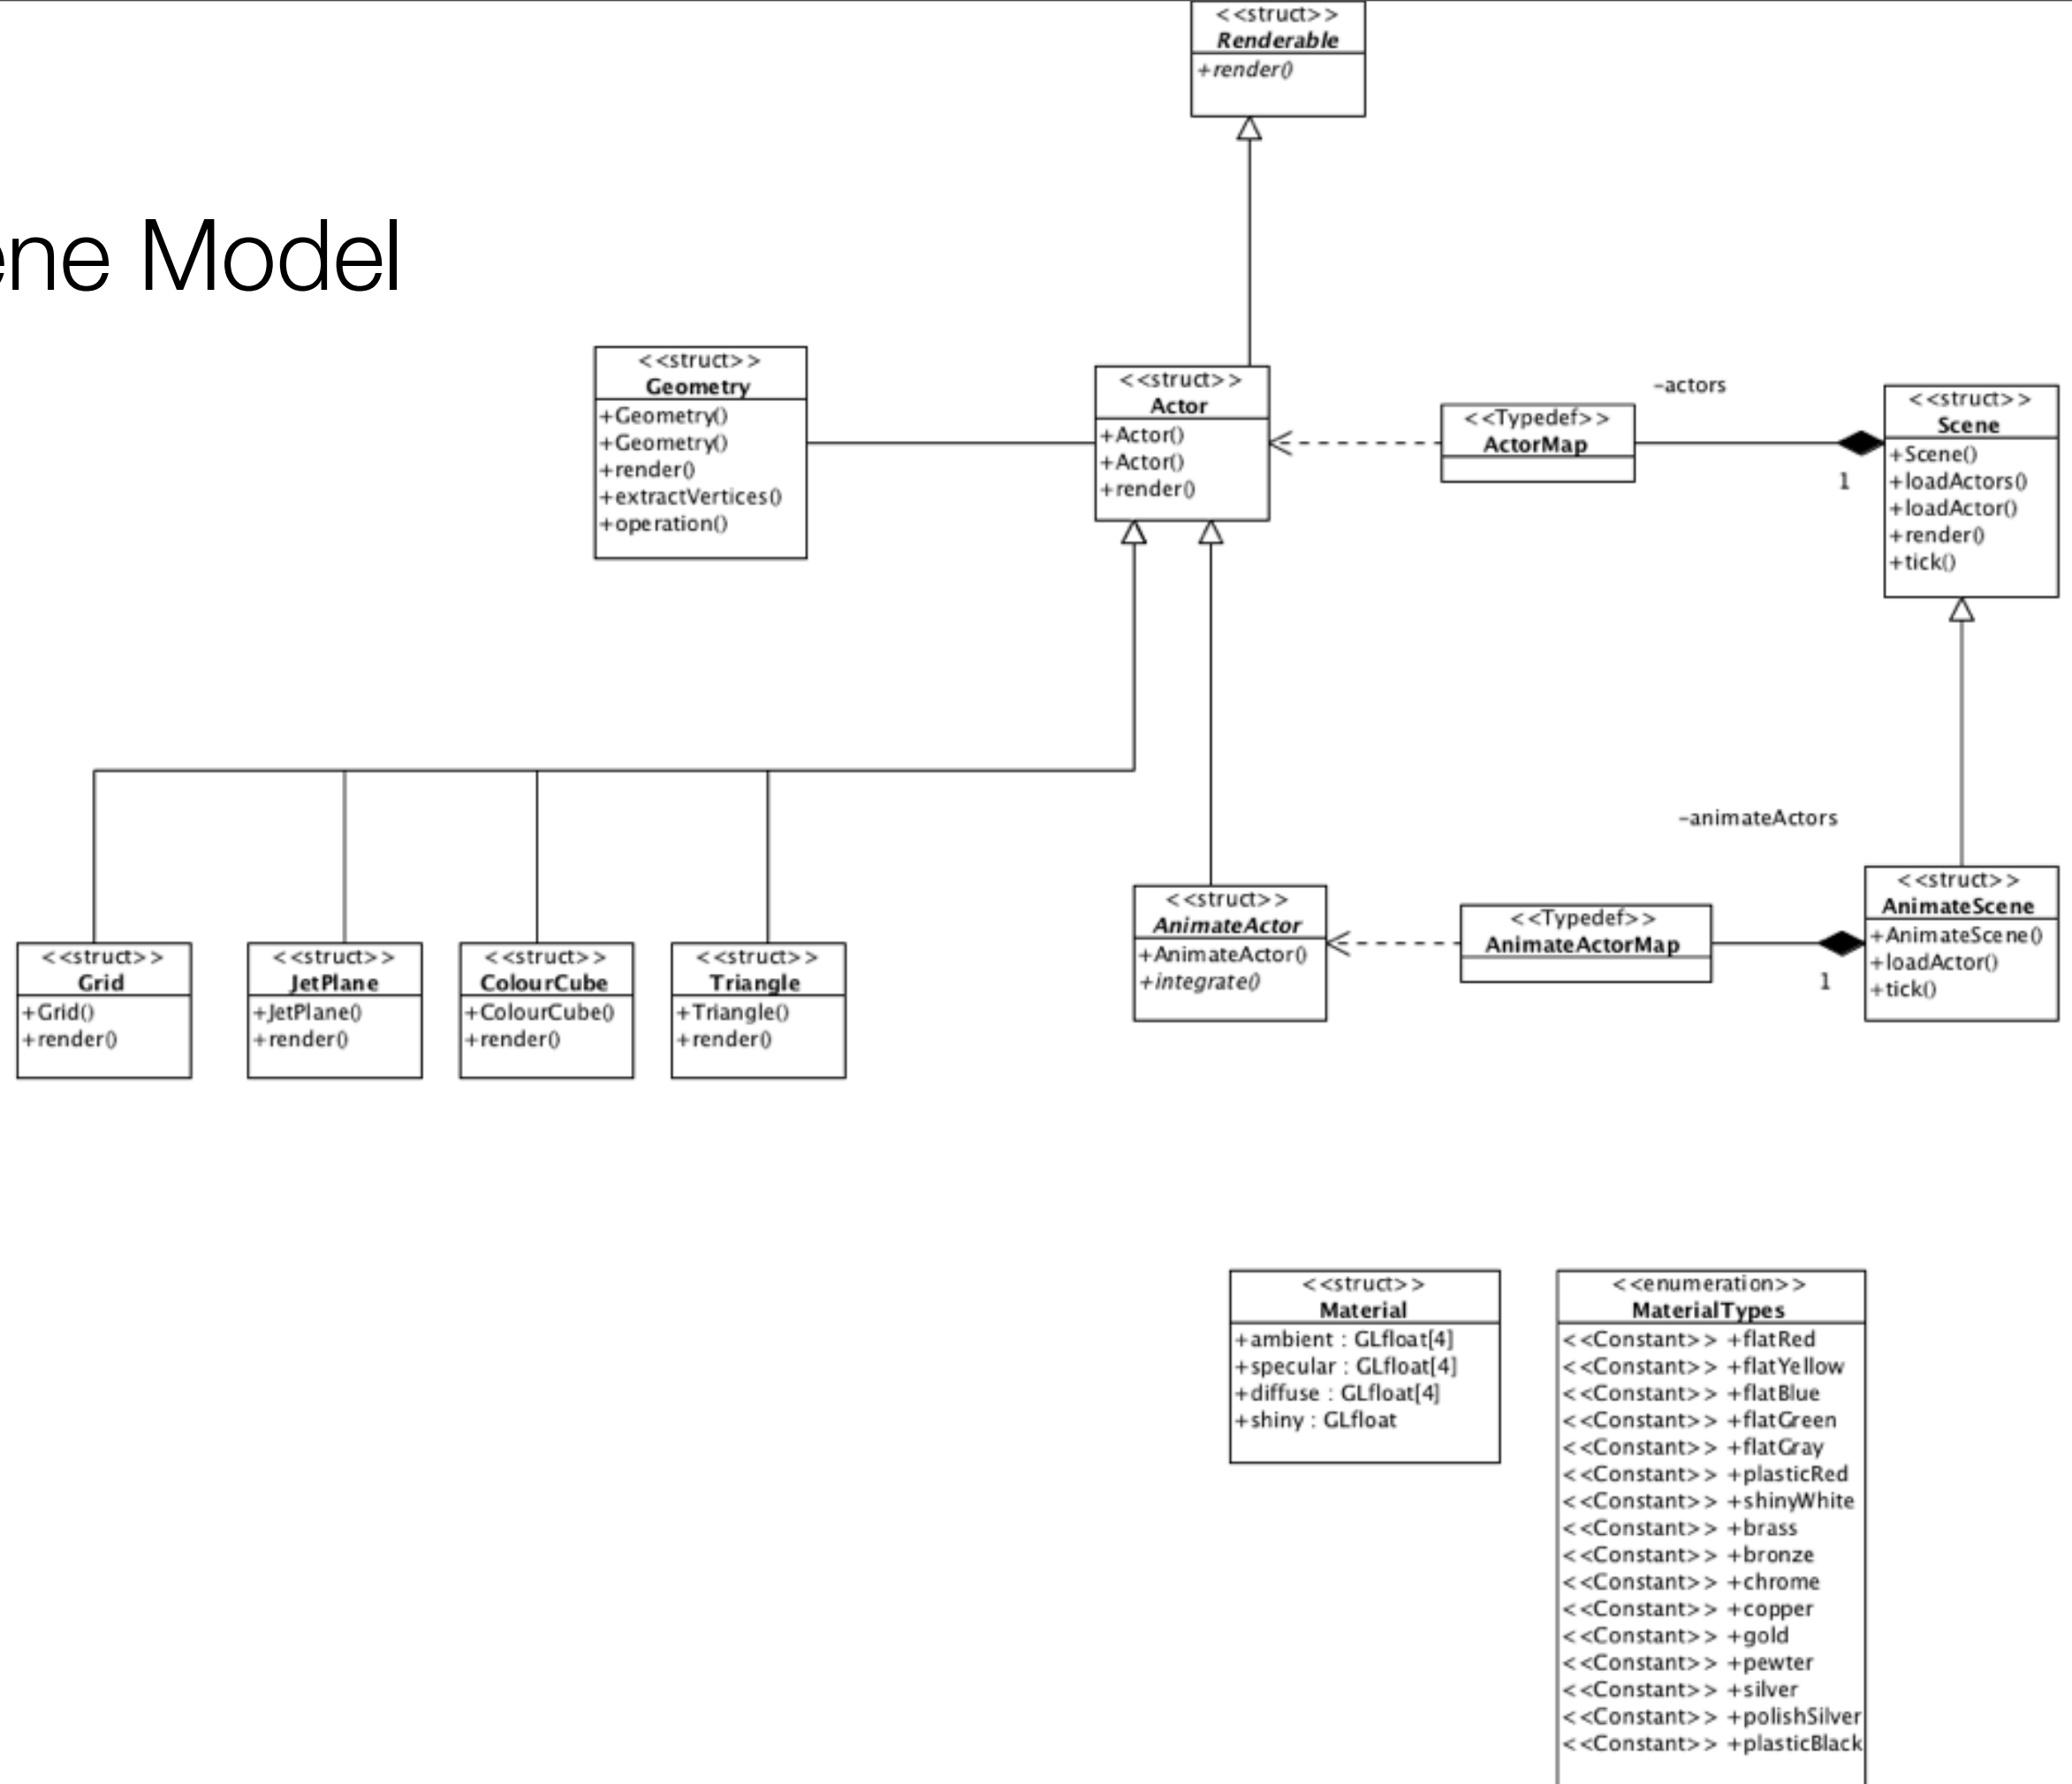 ene Model
<<struct>>
Renderable
+render()
<<struct>>
Geometry
+Geometry()
+Geometry()
+render()
+extractVertices()
+operation()
<<struct>>
Actor
+Actor()
+Actor()
+render()
<<Typedef>>
ActorMap
-actors
1
<<struct>>
Scene
+Scene()
+loadActors()
+loadActor()
+render()
+tick()
<<struct>>
Grid
+Grid()
+render()
<<struct>>
JetPlane
+JetPlane()
+render()
<<struct>>
ColourCube
+ColourCube()
+render()
<<struct>>
Triangle
+Triangle()
+render()
<<struct>>
AnimateActor
+AnimateActor()
+integrate()
<<Typedef>>
AnimateActorMap
-animateActors
1
<<struct>>
AnimateScene
+AnimateScene()
+loadActor()
+tick()
<<struct>>
Material
+ambient : GLfloat[4]
+specular : GLfloat[4]
+diffuse : GLfloat[4]
+shiny : GLfloat
<<enumeration>>
MaterialTypes
<<Constant>> +flatRed
<<Constant>> +flatYellow
<<Constant>> +flatBlue
<<Constant>> +flatGreen
<<Constant>> +flatGray
<<Constant>> +plasticRed
<<Constant>> +shinyWhite
<<Constant>> +brass
<<Constant>> +bronze
<<Constant>> +chrome
<<Constant>> +copper
<<Constant>> +gold
<<Constant>> +pewter
<<Constant>> +silver
<<Constant>> +polishSilver
<<Constant>> +plasticBlack